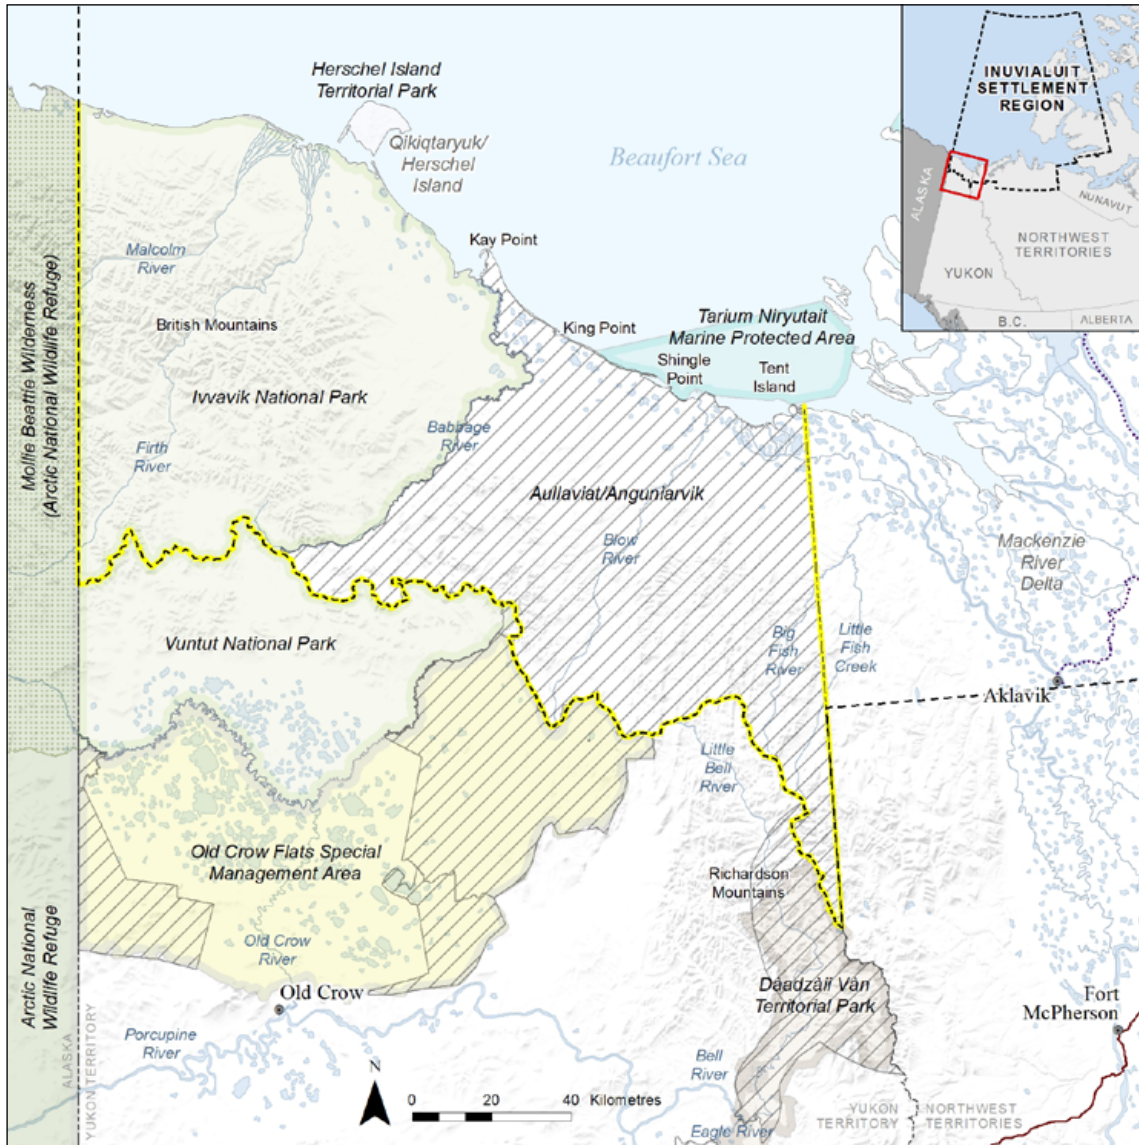 Herschel Island
Territorial Park
Qikiqtaryuk/
Herschel
Island
Beaufort Sea
INUVIALUIT
SETTLEMENT
REGION
ALASKA
NUNAVUT
NORTHWEST
TERRITORIES
YUKON
B.C.
ALBERTA
Kay Point
Malcolm
River
British Mountains
King Point
Tarium Niryutait
Marine Protected Area
Shingle
Point
Tent
Island
Mollie Beattie Wilderness
(Arctic National Wildlife Refuge)
Ivvavik National Park
Babbage
River
Firth
River
Aullaviat/Anguniarvik
Blow
River
Mackenzie
River
Delta
Vuntut National Park
Big
Fish
River
Little
Fish
Creek
Aklavik
Little
Bell
River
Old Crow Flats Special
Management Area
Richardson
Mountains
Arctic National
Wildlife Refuge
Old Crow
River
Old Crow
Dàadzàii Vàn
Territorial Park
Fort
McPherson
Porcupine
River
ALASKA
YUKON TERRITORY
N
0 20 40 Kilometres
Bell
River
Eagle River
YUKON
TERRITORY
NORTHWEST
TERRITORIES